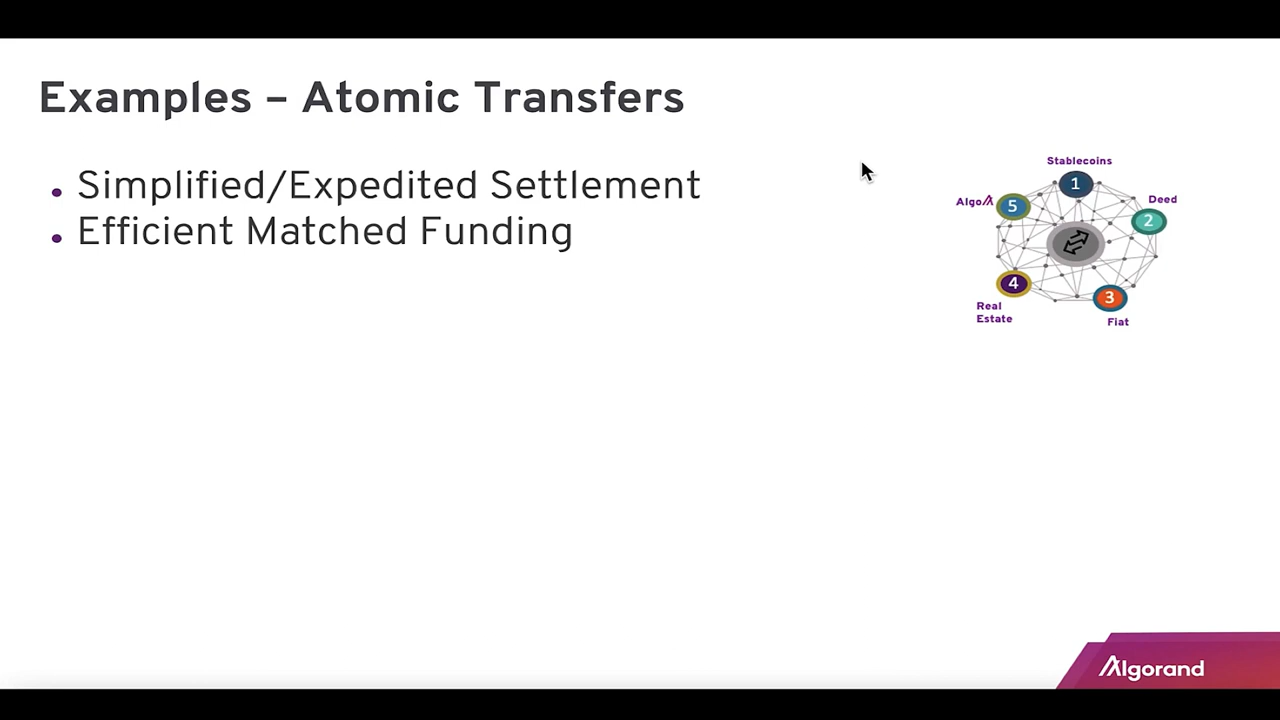 Examples – Atomic Transfers
• Simplified/Expedited Settlement
• Efficient Matched Funding
Stablecoins
1
Algo
5
Deed
2
4
Real
Estate
3
Fiat
Algorand